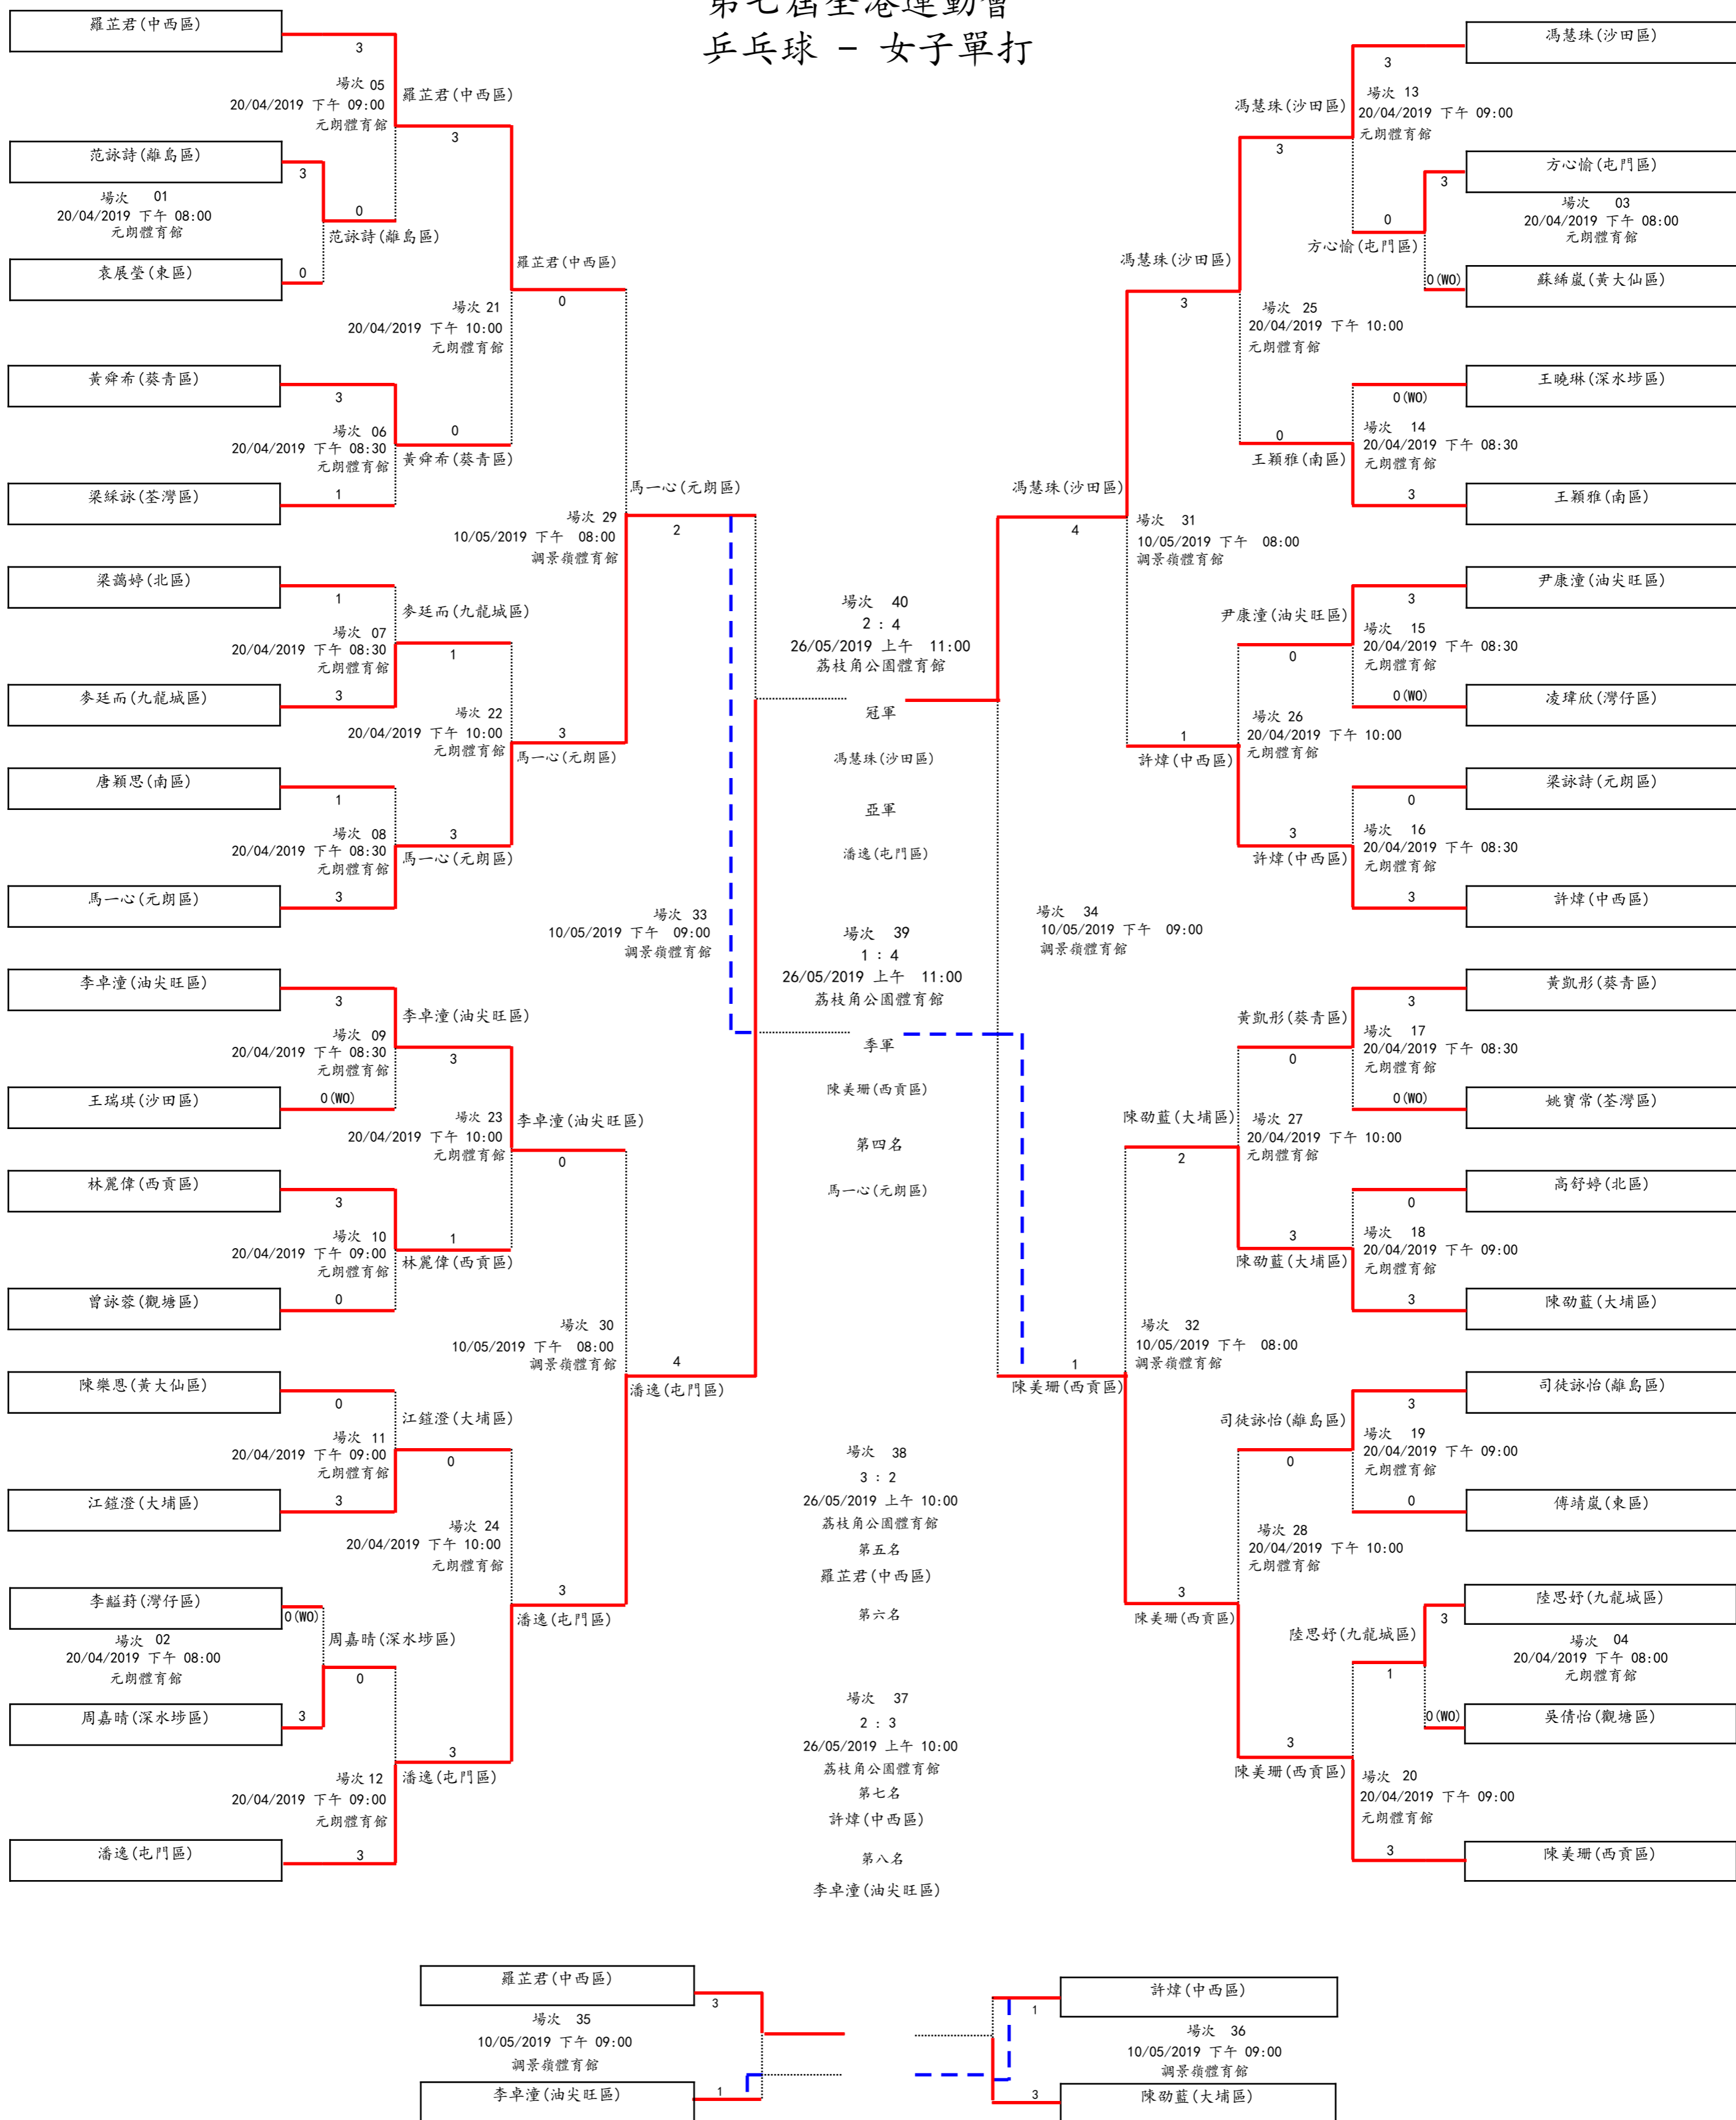 第七屆全港運動會
乒乓球 - 女子單打
羅芷君(中西區)
3
場次 05
20/04/2019 下午 09:00
元朗體育館
羅芷君(中西區)
3
范詠詩(離島區)
3
場次 01
20/04/2019 下午 08:00
元朗體育館
0
范詠詩(離島區)
袁展瑩(東區)
0
羅芷君(中西區)
0
場次 21
20/04/2019 下午 10:00
元朗體育館
黃舜希(葵青區)
3
場次 06
20/04/2019 下午 08:30
元朗體育館
0
黃舜希(葵青區)
梁綵詠(荃灣區)
1
馬一心(元朗區)
2
場次 29
10/05/2019 下午 08:00
調景嶺體育館
梁藹婷(北區)
1
場次 07
20/04/2019 下午 08:30
元朗體育館
麥廷而(九龍城區)
1
麥廷而(九龍城區)
3
場次 22
20/04/2019 下午 10:00
元朗體育館
3
馬一心(元朗區)
唐穎思(南區)
1
場次 08
20/04/2019 下午 08:30
元朗體育館
3
馬一心(元朗區)
馬一心(元朗區)
3
場次 33
10/05/2019 下午 09:00
調景嶺體育館
李卓潼(油尖旺區)
3
場次 09
20/04/2019 下午 08:30
元朗體育館
李卓潼(油尖旺區)
3
王瑞琪(沙田區)
0(WO)
場次 23
20/04/2019 下午 10:00
元朗體育館
李卓潼(油尖旺區)
0
林麗偉(西貢區)
3
場次 10
20/04/2019 下午 09:00
元朗體育館
1
林麗偉(西貢區)
曾詠蓉(觀塘區)
0
場次 30
10/05/2019 下午 08:00
調景嶺體育館
4
潘逸(屯門區)
陳樂恩(黃大仙區)
0
場次 11
20/04/2019 下午 09:00
元朗體育館
江鎧澄(大埔區)
0
江鎧澄(大埔區)
3
場次 24
20/04/2019 下午 10:00
元朗體育館
3
潘逸(屯門區)
0(WO)
場次 02
20/04/2019 下午 08:00
元朗體育館
周嘉晴(深水埗區)
0
周嘉晴(深水埗區)
3
3
潘逸(屯門區)
場次 12
20/04/2019 下午 09:00
元朗體育館
潘逸(屯門區)
3
場次 40
2 : 4
26/05/2019 上午 11:00
荔枝角公園體育館
冠軍
馮慧珠(沙田區)
亞軍
潘逸(屯門區)
場次 39
1 : 4
26/05/2019 上午 11:00
荔枝角公園體育館
季軍
陳美珊(西貢區)
第四名
馬一心(元朗區)
場次 38
3 : 2
26/05/2019 上午 10:00
荔枝角公園體育館
第五名
羅芷君(中西區)
第六名
場次 37
2 : 3
26/05/2019 上午 10:00
荔枝角公園體育館
第七名
許煒(中西區)
第八名
李卓潼(油尖旺區)
馮慧珠(沙田區)
3
馮慧珠(沙田區)
3
場次 13
20/04/2019 下午 09:00
元朗體育館
方心愉(屯門區)
3
場次 03
20/04/2019 下午 08:00
元朗體育館
0
方心愉(屯門區)
0(WO)
蘇絺嵐(黃大仙區)
馮慧珠(沙田區)
3
場次 25
20/04/2019 下午 10:00
元朗體育館
王曉琳(深水埗區)
0(WO)
場次 14
20/04/2019 下午 08:30
元朗體育館
0
王穎雅(南區)
王穎雅(南區)
3
馮慧珠(沙田區)
4
場次 31
10/05/2019 下午 08:00
調景嶺體育館
尹康潼(油尖旺區)
3
場次 15
20/04/2019 下午 08:30
元朗體育館
尹康潼(油尖旺區)
0
0(WO)
凌瑋欣(灣仔區)
場次 26
20/04/2019 下午 10:00
元朗體育館
1
許煒(中西區)
梁詠詩(元朗區)
0
場次 16
20/04/2019 下午 08:30
元朗體育館
3
許煒(中西區)
3
許煒(中西區)
場次 34
10/05/2019 下午 09:00
調景嶺體育館
黃凱彤(葵青區)
3
黃凱彤(葵青區)
0
場次 17
20/04/2019 下午 08:30
元朗體育館
0(WO)
姚寶常(荃灣區)
陳劭藍(大埔區)
2
場次 27
20/04/2019 下午 10:00
元朗體育館
高舒婷(北區)
0
場次 18
20/04/2019 下午 09:00
元朗體育館
3
陳劭藍(大埔區)
3
陳劭藍(大埔區)
場次 32
10/05/2019 下午 08:00
調景嶺體育館
1
陳美珊(西貢區)
司徒詠怡(離島區)
3
司徒詠怡(離島區)
0
場次 19
20/04/2019 下午 09:00
元朗體育館
0
傅靖嵐(東區)
場次 28
20/04/2019 下午 10:00
元朗體育館
3
陳美珊(西貢區)
陸思妤(九龍城區)
3
陸思妤(九龍城區)
1
場次 04
20/04/2019 下午 08:00
元朗體育館
0(WO)
吳倩怡(觀塘區)
3
陳美珊(西貢區)
場次 20
20/04/2019 下午 09:00
元朗體育館
3
陳美珊(西貢區)
羅芷君(中西區)
3
場次 35
10/05/2019 下午 09:00
調景嶺體育館
李卓潼(油尖旺區)
1
許煒(中西區)
1
場次 36
10/05/2019 下午 09:00
調景嶺體育館
3
陳劭藍(大埔區)